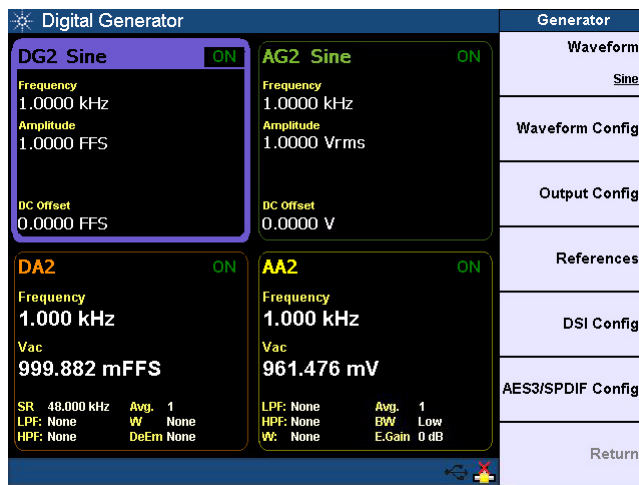 Digital Generator
DG2 Sine ON
Frequency
1.0000 kHz
Amplitude
1.0000 FFS
DC Offset
0.0000 FFS
AG2 Sine ON
Frequency
1.0000 kHz
Amplitude
1.0000 Vrms
DC Offset
0.0000 V
DA2 ON
Frequency
1.000 kHz
Vac
999.882 mFFS
SR 48.000 kHz Avg. 1
LPF: None W None
HPF: None DeEm None
AA2 ON
Frequency
1.000 kHz
Vac
961.476 mV
LPF: None Avg. 1
HPF: None BW Low
W: None E.Gain 0 dB
Generator
Waveform
Sine
Waveform Config
Output Config
References
DSI Config
AES3/SPDIF Config
Return